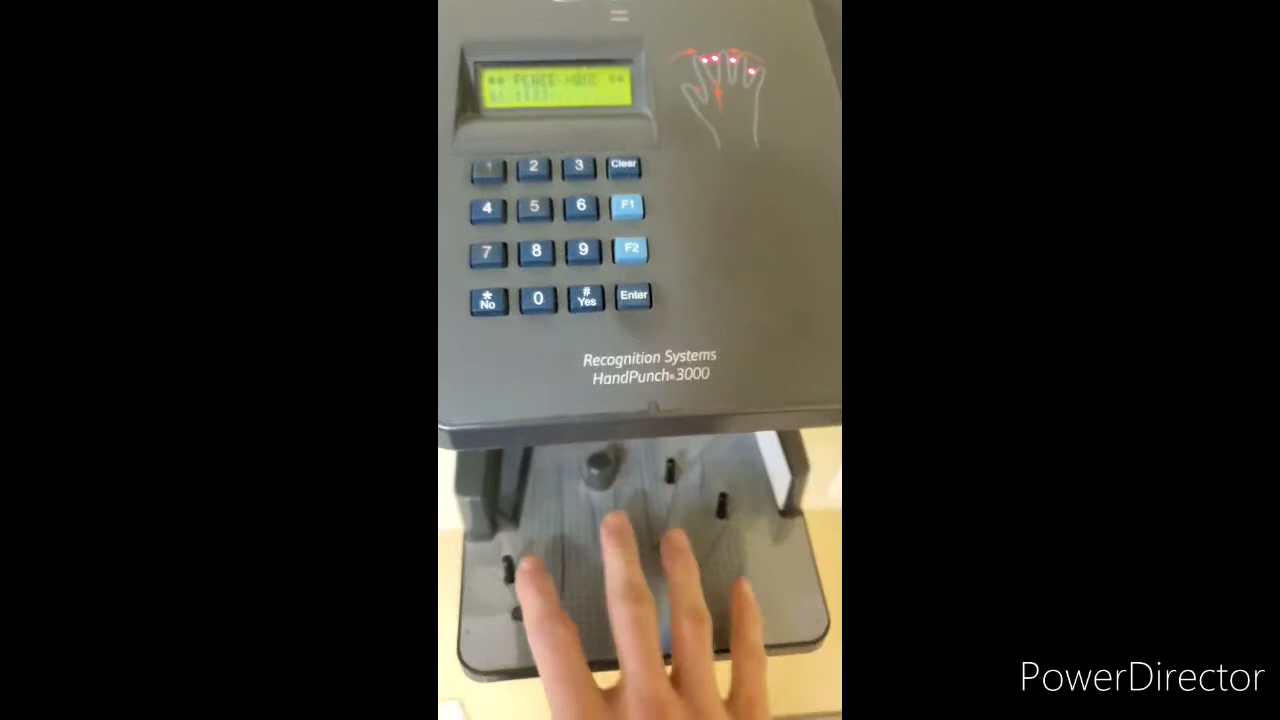 1 2 3 Clear
4 5 6 F1
7 8 9 F2
* No 0 # Yes Enter
Recognition Systems
HandPunch®3000
PowerDirector